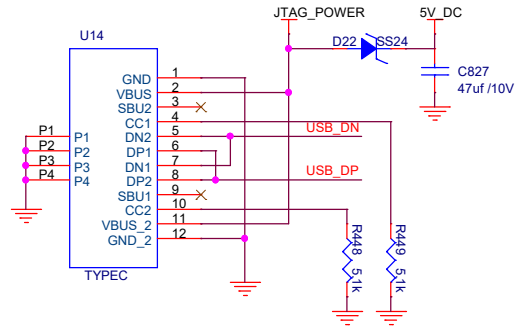 JTAG_POWER
5V_DC
U14
D22
SS24
C827
47uf /10V
GND
1
VBUS
2
SBU2
3
CC1
4
DN2
5
USB_DN
DP1
6
DN1
7
DP2
8
USB_DP
SBU1
9
CC2
10
VBUS_2
11
GND_2
12
P1
P1
P2
P2
P3
P3
P4
P4
TYPEC
R448
5.1k
R449
5.1k